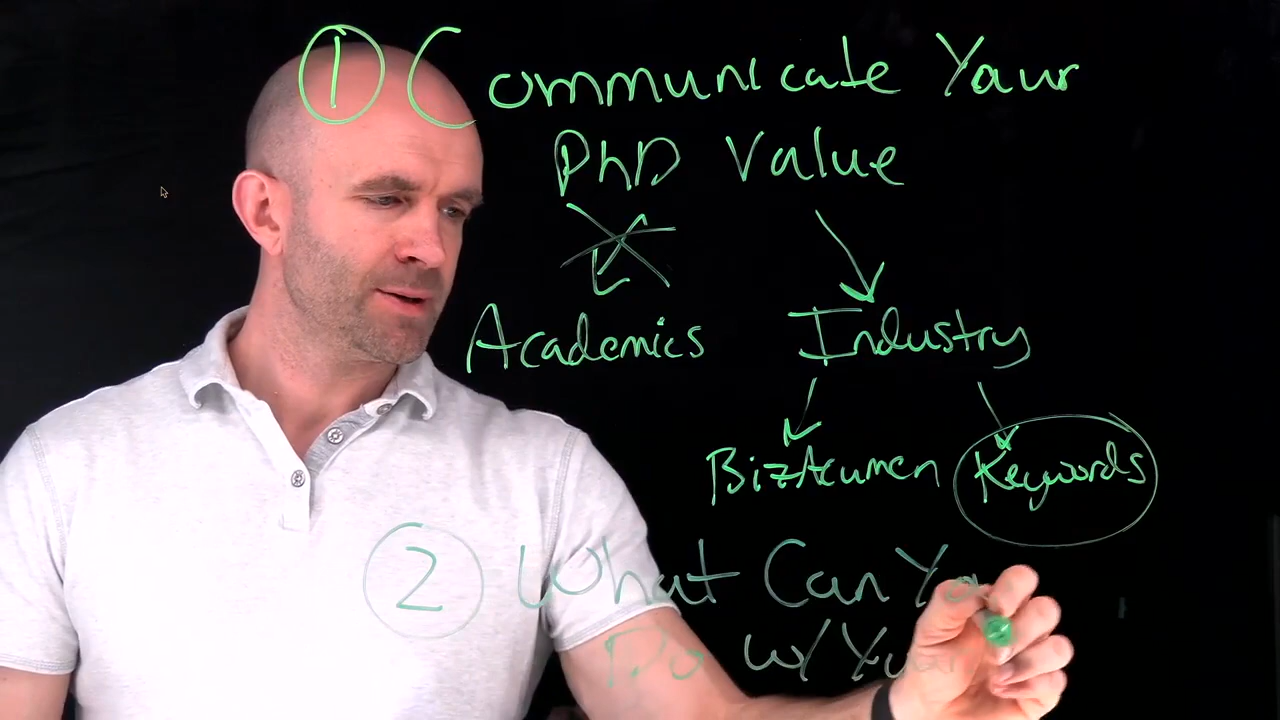 1 Communicate Your
PhD Value
Academics Industry
BizAcumen Keywords
2 What Can You
Do w/ Your